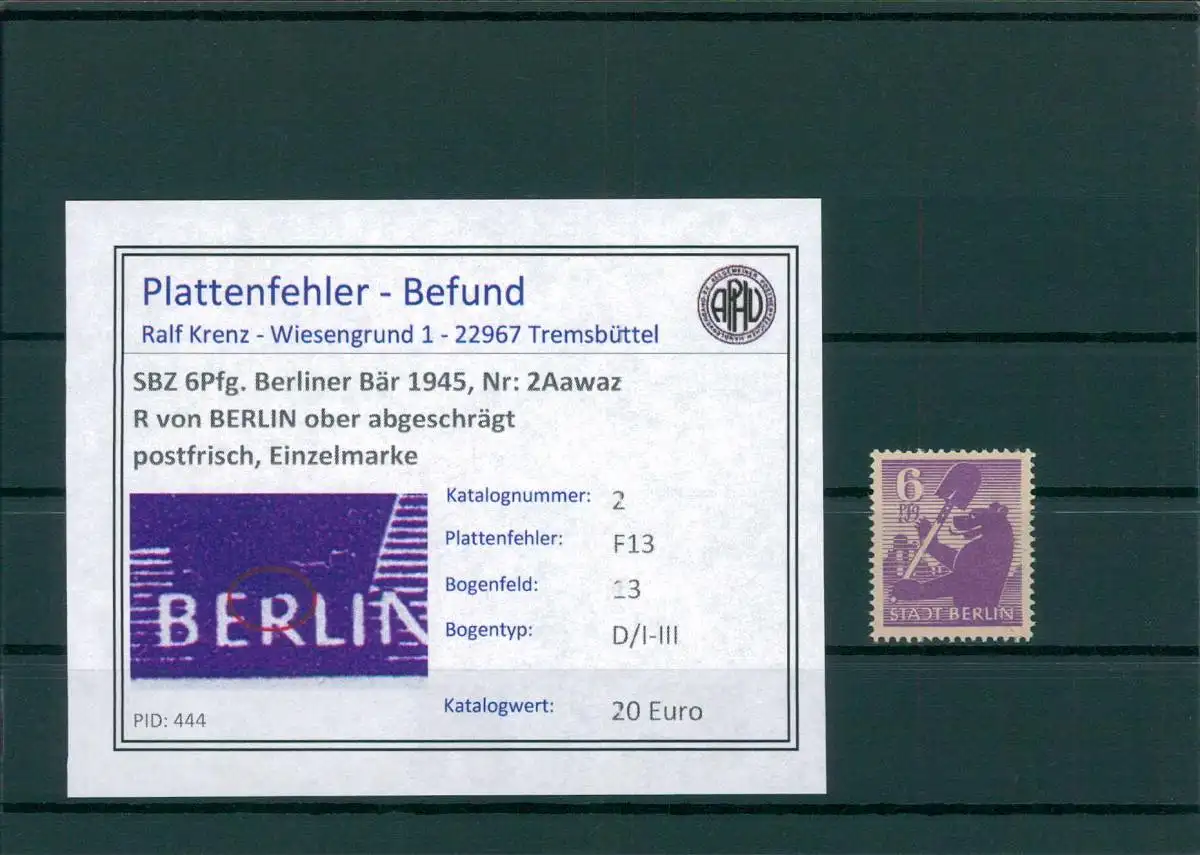 Plattenfehler - Befund
Ralf Krenz - Wiesengrund 1 - 22967 Tremsbüttel
APHV
SBZ 6Pfg. Berliner Bär 1945, Nr: 2Aawaz
R von BERLIN ober abgeschrägt
postfrisch, Einzelmarke
BERLIN
Katalognummer: 2
Plattenfehler: F13
Bogenfeld: 13
Bogentyp: D/I-III
Katalogwert: 20 Euro
PID: 444
6
Pfg
STADT BERLIN